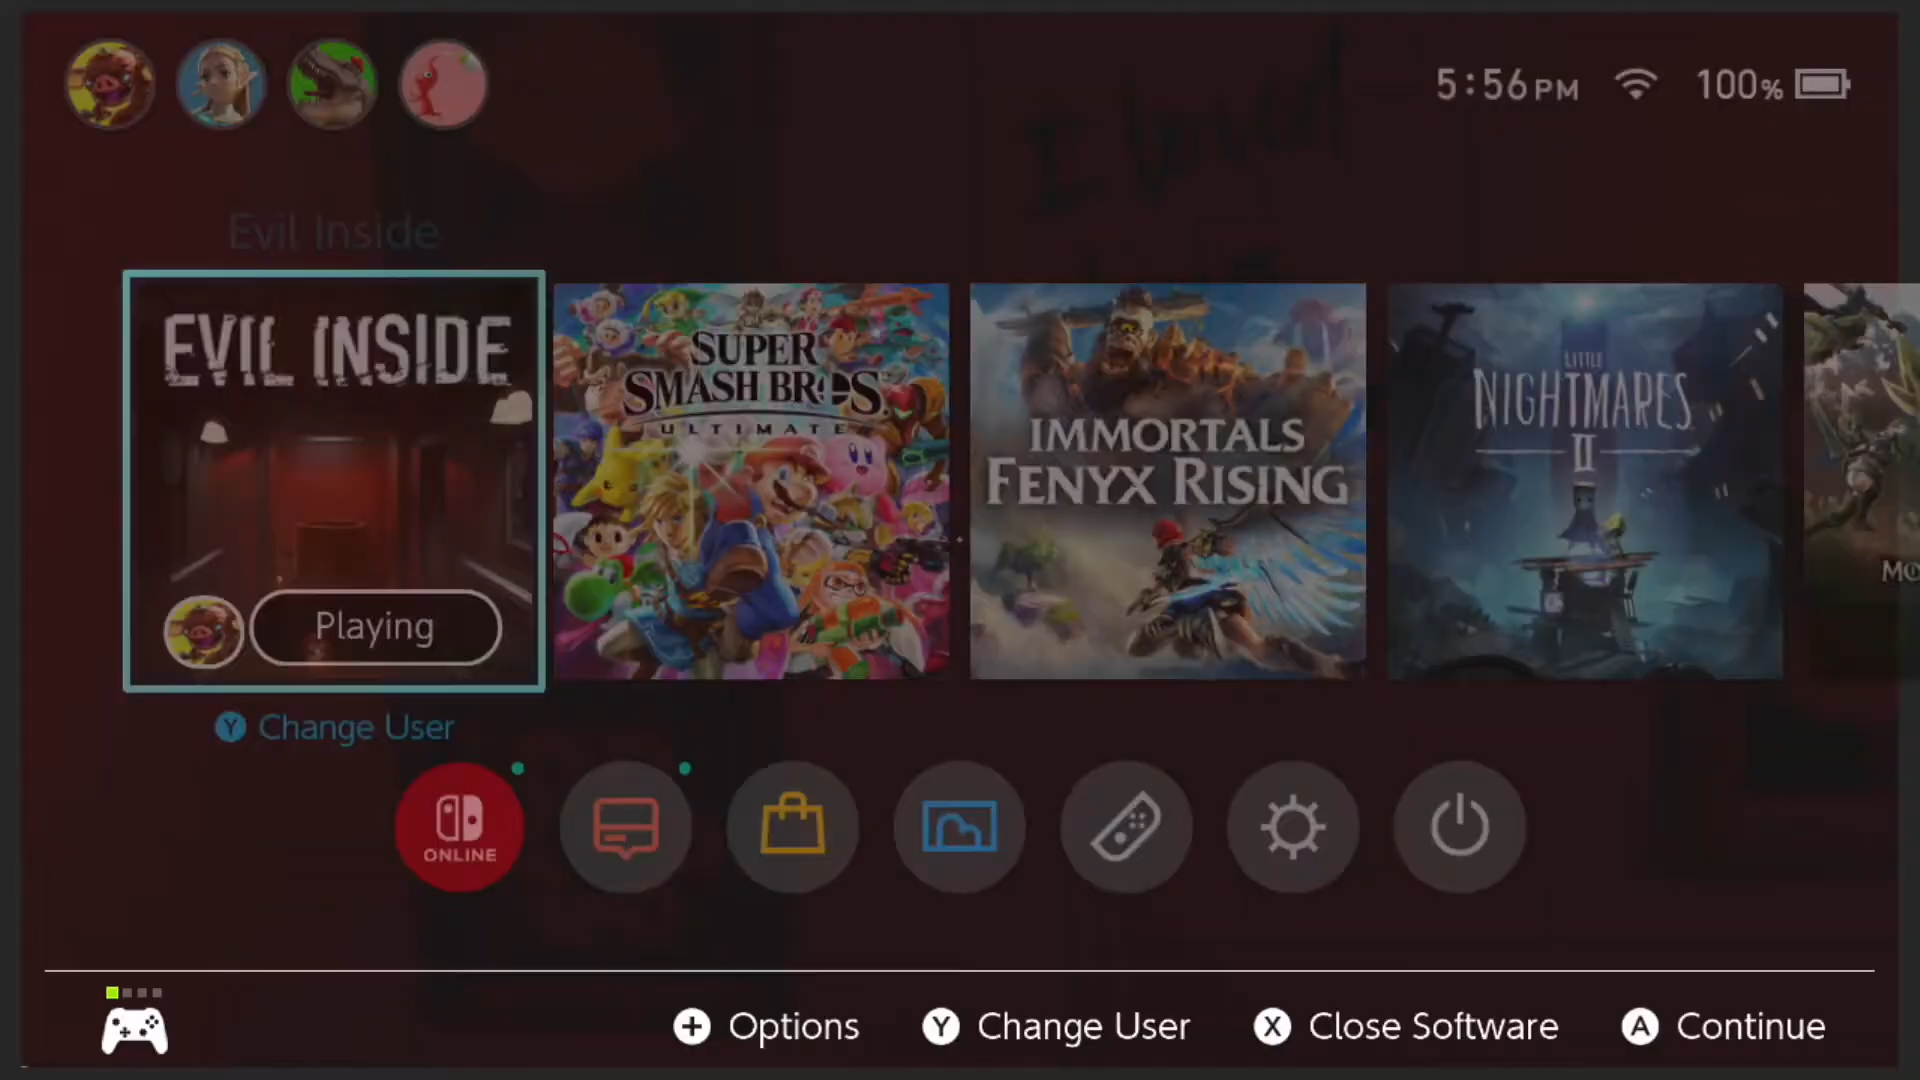 5:56 PM 100%
Evil Inside
EVIL INSIDE
Playing
SUPER
SMASH BROS.
ULTIMATE
IMMORTALS
FENYX RISING
LITTLE
NIGHTMARES
II
Y Change User
ONLINE
+ Options Y Change User X Close Software A Continue
I